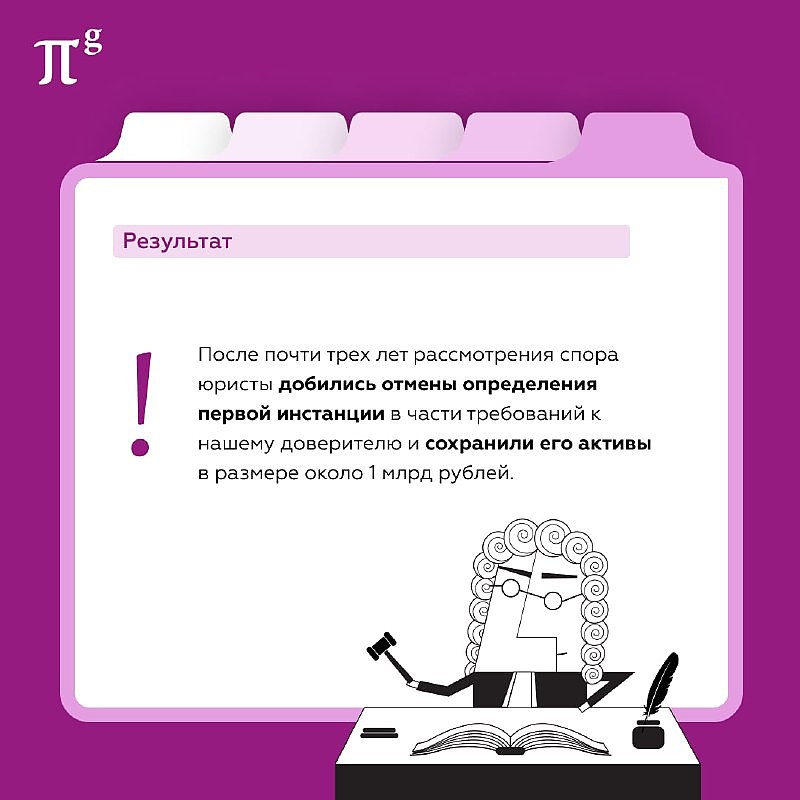 πg
Результат
!
После почти трех лет рассмотрения спора
юристы добились отмены определения
первой инстанции в части требований к
нашему доверителю и сохранили его активы
в размере около 1 млрд рублей.